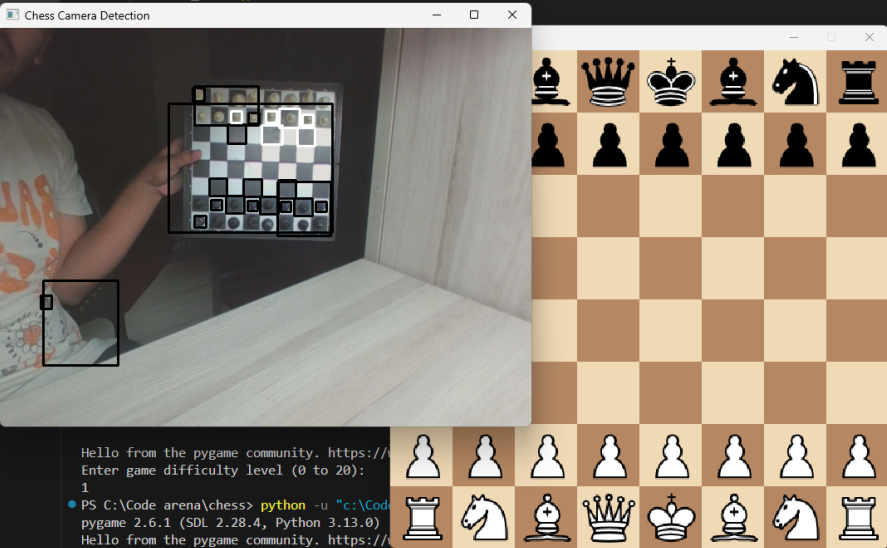 Chess Camera Detection
Hello from the pygame community. https://
Enter game difficulty level (0 to 20):
1
PS C:\Code arena\chess> python -u "c:\Cod
pygame 2.6.1 (SDL 2.28.4, Python 3.13.0)
Hello from the pygame community. https://